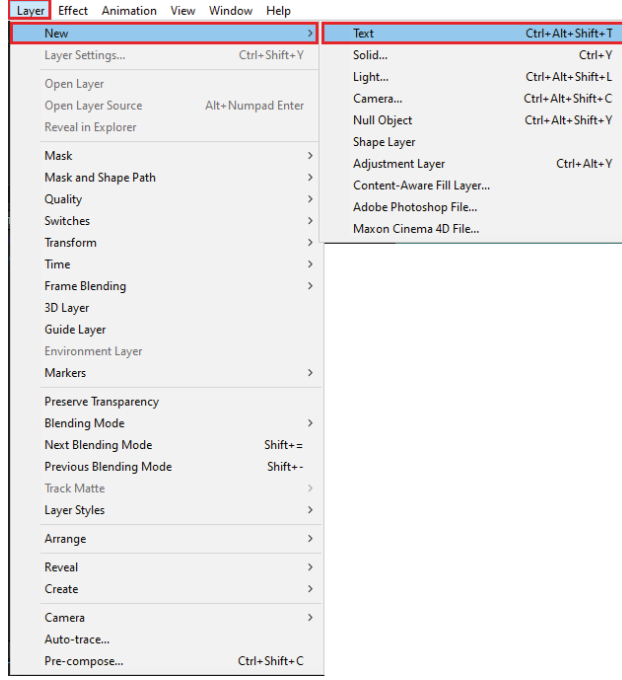 Layer Effect Animation View Window Help
New > Text Ctrl+Alt+Shift+T
Layer Settings... Ctrl+Shift+Y Solid... Ctrl+Y
Light... Ctrl+Alt+Shift+L
Open Layer
Camera... Ctrl+Alt+Shift+C
Open Layer Source Alt+Numpad Enter
Null Object Ctrl+Alt+Shift+Y
Reveal in Explorer
Shape Layer
Mask >
Adjustment Layer Ctrl+Alt+Y
Mask and Shape Path >
Content-Aware Fill Layer...
Quality >
Adobe Photoshop File...
Switches >
Maxon Cinema 4D File...
Transform >
Time >
Frame Blending >
3D Layer
Guide Layer
Environment Layer
Markers >
Preserve Transparency
Blending Mode >
Next Blending Mode Shift+=
Previous Blending Mode Shift+-
Track Matte >
Layer Styles >
Arrange >
Reveal >
Create >
Camera >
Auto-trace...
Pre-compose... Ctrl+Shift+C